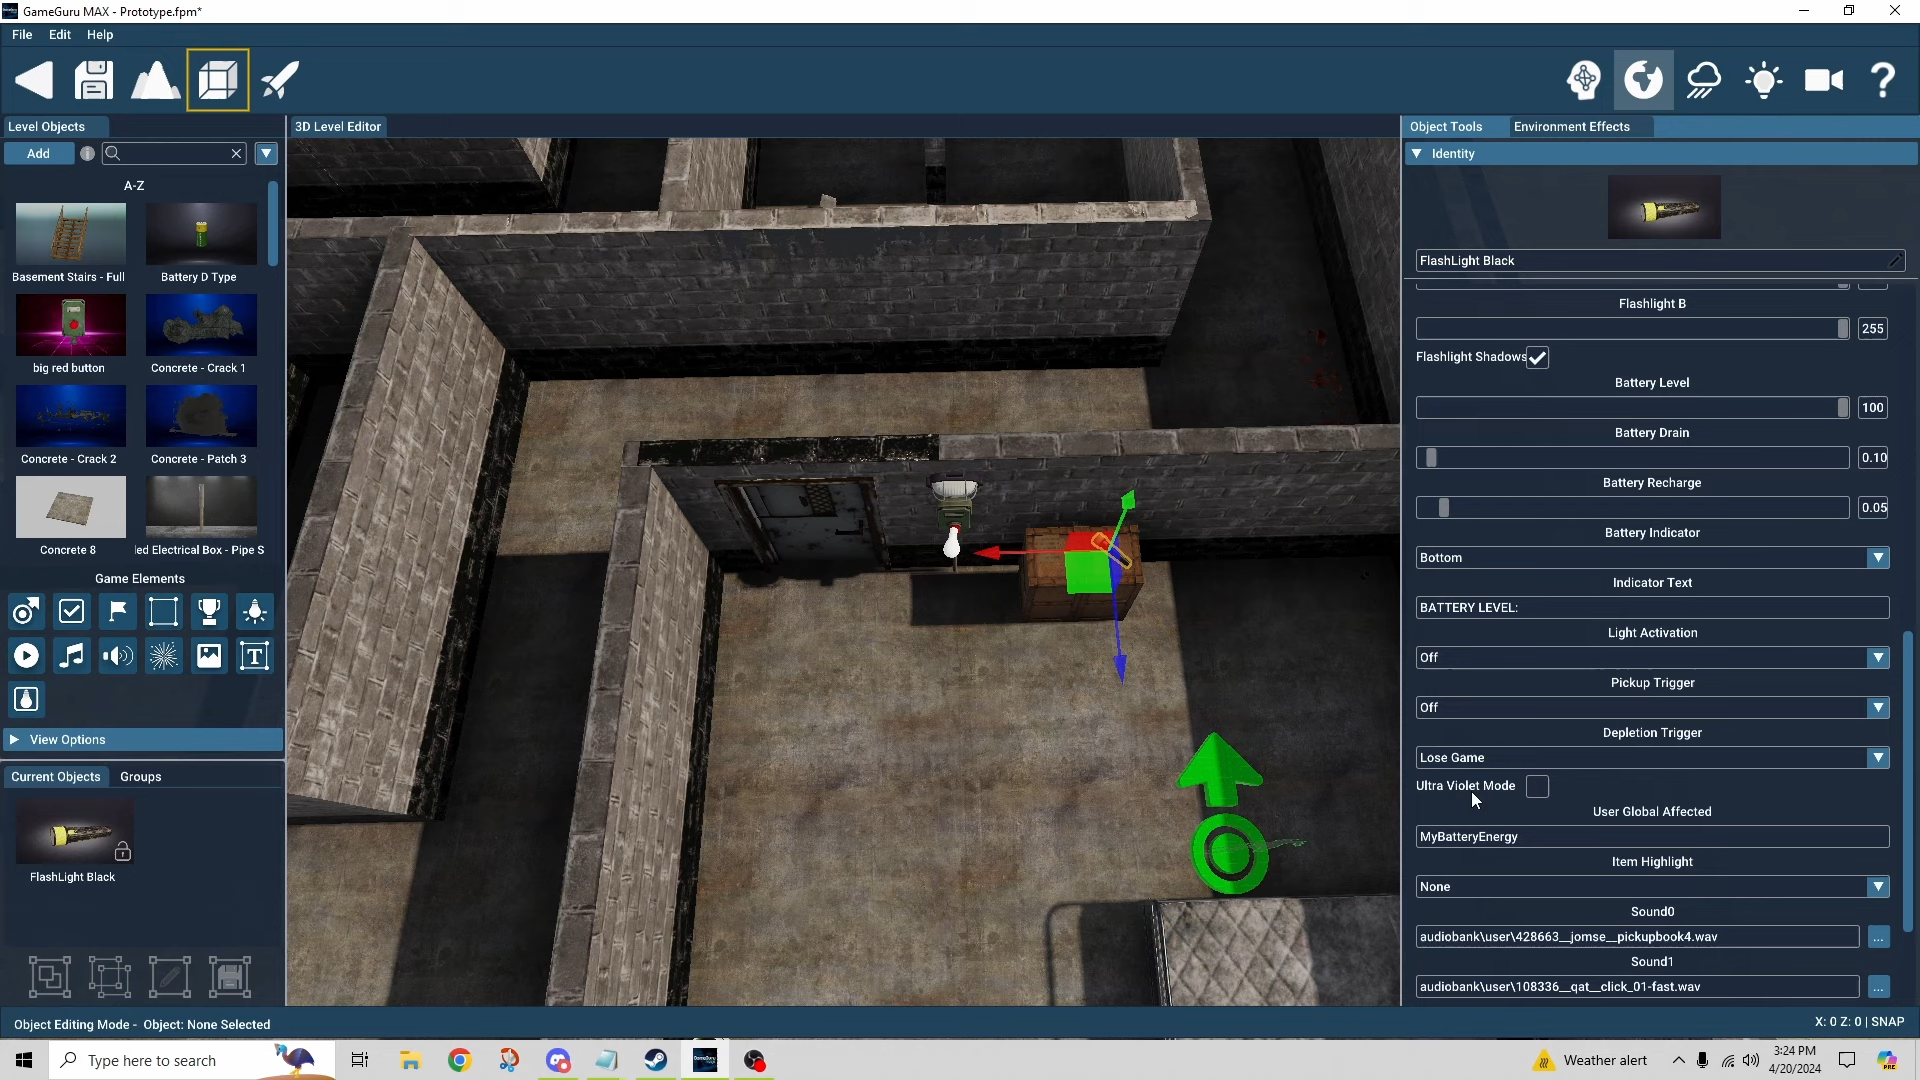 GameGuru MAX - Prototype.fpm*
File Edit Help
Level Objects
3D Level Editor
Object Tools Environment Effects
Add
Identity
A-Z
Basement Stairs - Full
Battery D Type
big red button
Concrete - Crack 1
Concrete - Crack 2
Concrete - Patch 3
Concrete 8
led Electrical Box - Pipe S
Game Elements
View Options
Current Objects Groups
FlashLight Black
FlashLight Black
Flashlight B
255
Flashlight Shadows
Battery Level
100
Battery Drain
0.10
Battery Recharge
0.05
Battery Indicator
Bottom
Indicator Text
BATTERY LEVEL:
Light Activation
Off
Pickup Trigger
Off
Depletion Trigger
Lose Game
Ultra Violet Mode
User Global Affected
MyBatteryEnergy
Item Highlight
None
Sound0
audiobank\user\428663__jomse__pickupbook4.wav
...
Sound1
audiobank\user\108336__qat__click_01-fast.wav
...
Object Editing Mode - Object: None Selected
X: 0 Z: 0 | SNAP
Type here to search
Weather alert
3:24 PM
4/20/2024